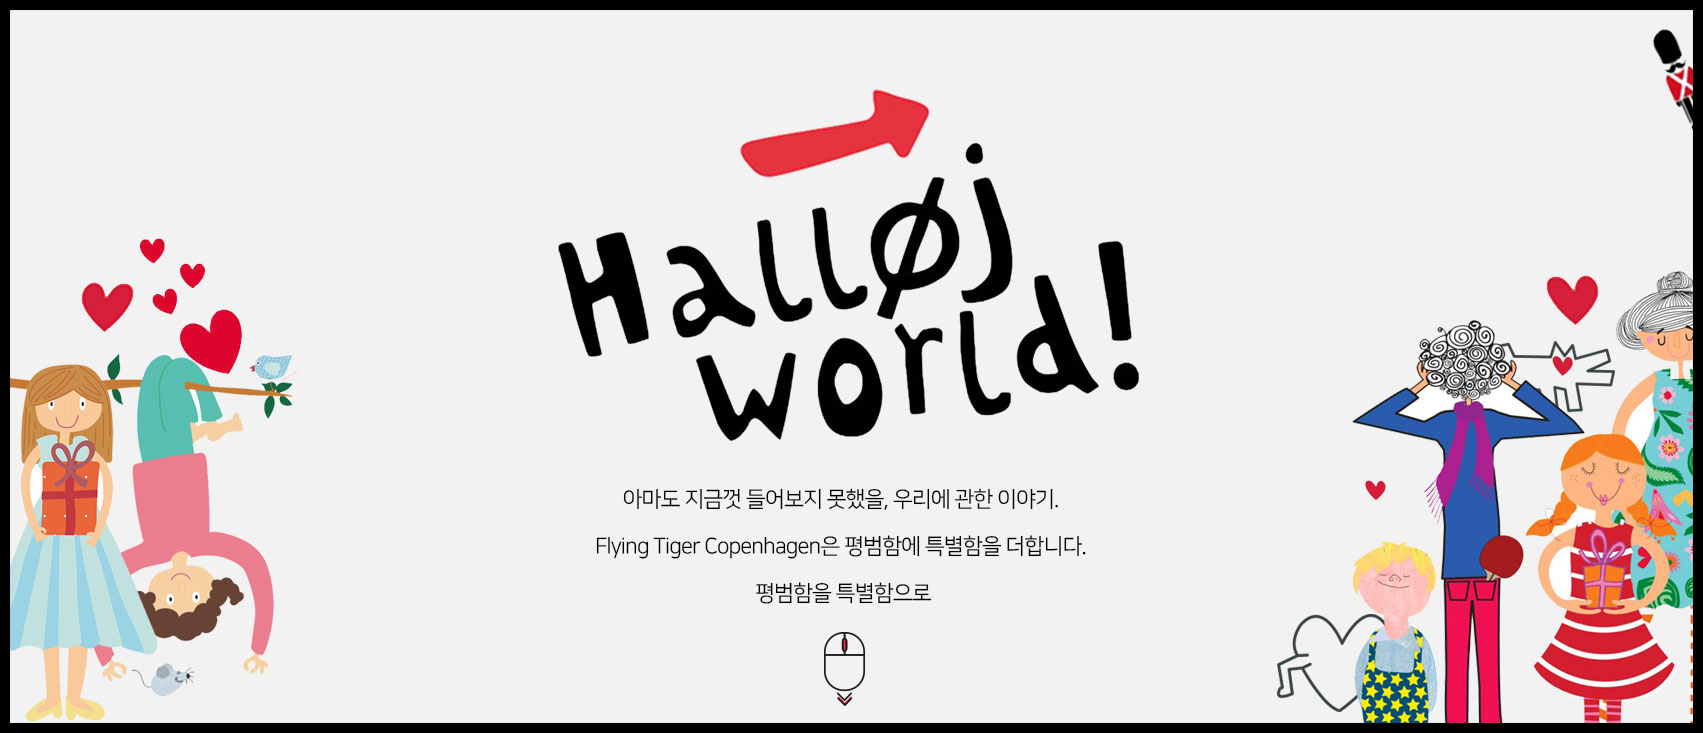 Halløj
world!
아마도 지금껏 들어보지 못했을, 우리에 관한 이야기.
Flying Tiger Copenhagen은 평범함에 특별함을 더합니다.
평범함을 특별함으로